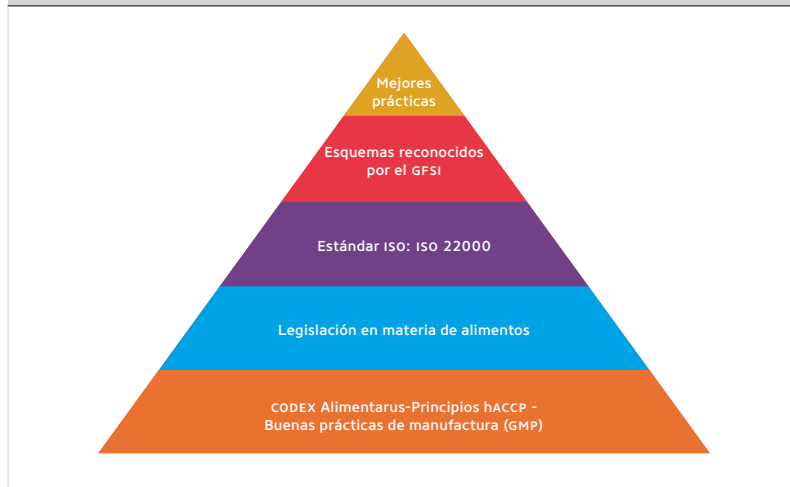 Mejores
prácticas
Esquemas reconocidos
por el GFSI
Estándar ISO: ISO 22000
Legislación en materia de alimentos
CODEX Alimentarus-Principios hACCP -
Buenas prácticas de manufactura (GMP)